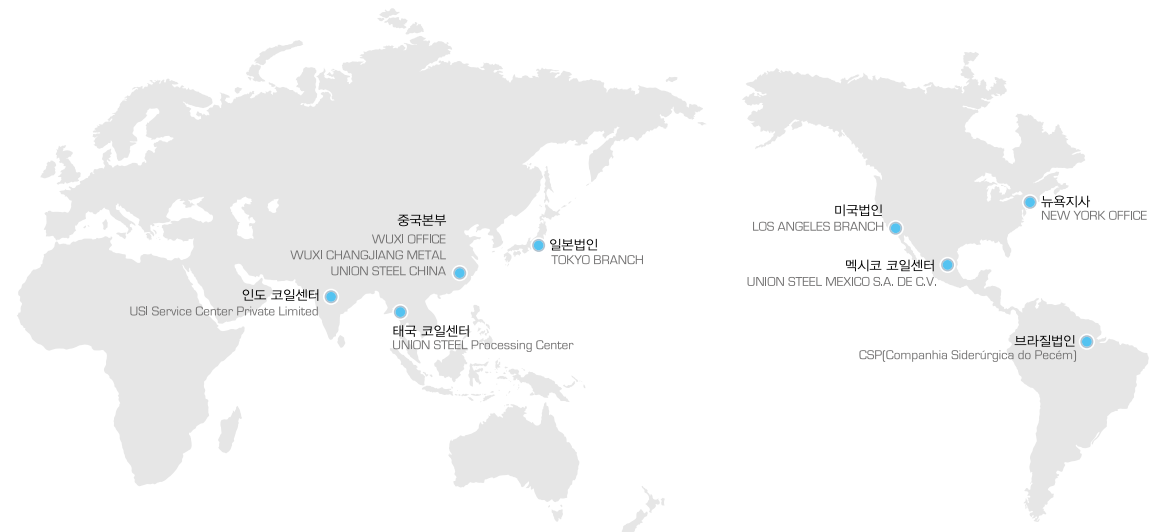 중국본부
WUXI OFFICE
WUXI CHANGJIANG METAL
UNION STEEL CHINA
일본법인
TOKYO BRANCH
인도 코일센터
USI Service Center Private Limited
태국 코일센터
UNION STEEL Processing Center
미국법인
LOS ANGELES BRANCH
뉴욕지사
NEW YORK OFFICE
멕시코 코일센터
UNION STEEL MEXICO S.A. DE C.V.
브라질법인
CSP(Companhia Siderúrgica do Pecém)